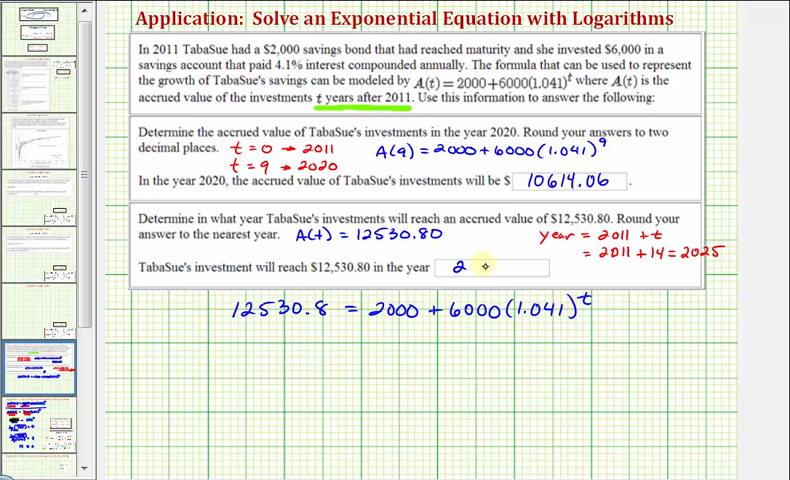 Application: Solve an Exponential Equation with Logarithms
In 2011 TabaSue had a $2,000 savings bond that had reached maturity and she invested $6,000 in a
savings account that paid 4.1% interest compounded annually. The formula that can be used to represent
the growth of TabaSue's savings can be modeled by A(t)=2000+6000(1.041)^t where A(t) is the
accrued value of the investments t years after 2011. Use this information to answer the following:
Determine the accrued value of TabaSue's investments in the year 2020. Round your answers to two
decimal places. t = 0 → 2011 A(9) = 2000 + 6000(1.041)^9
t = 9 → 2020
In the year 2020, the accrued value of TabaSue's investments will be $ 10614.06 .
Determine in what year TabaSue's investments will reach an accrued value of $12,530.80. Round your
answer to the nearest year. A(t) = 12530.80 year = 2011 + t
= 2011 + 14 = 2025
TabaSue's investment will reach $12,530.80 in the year 2
12530.8 = 2000 + 6000(1.041)^t